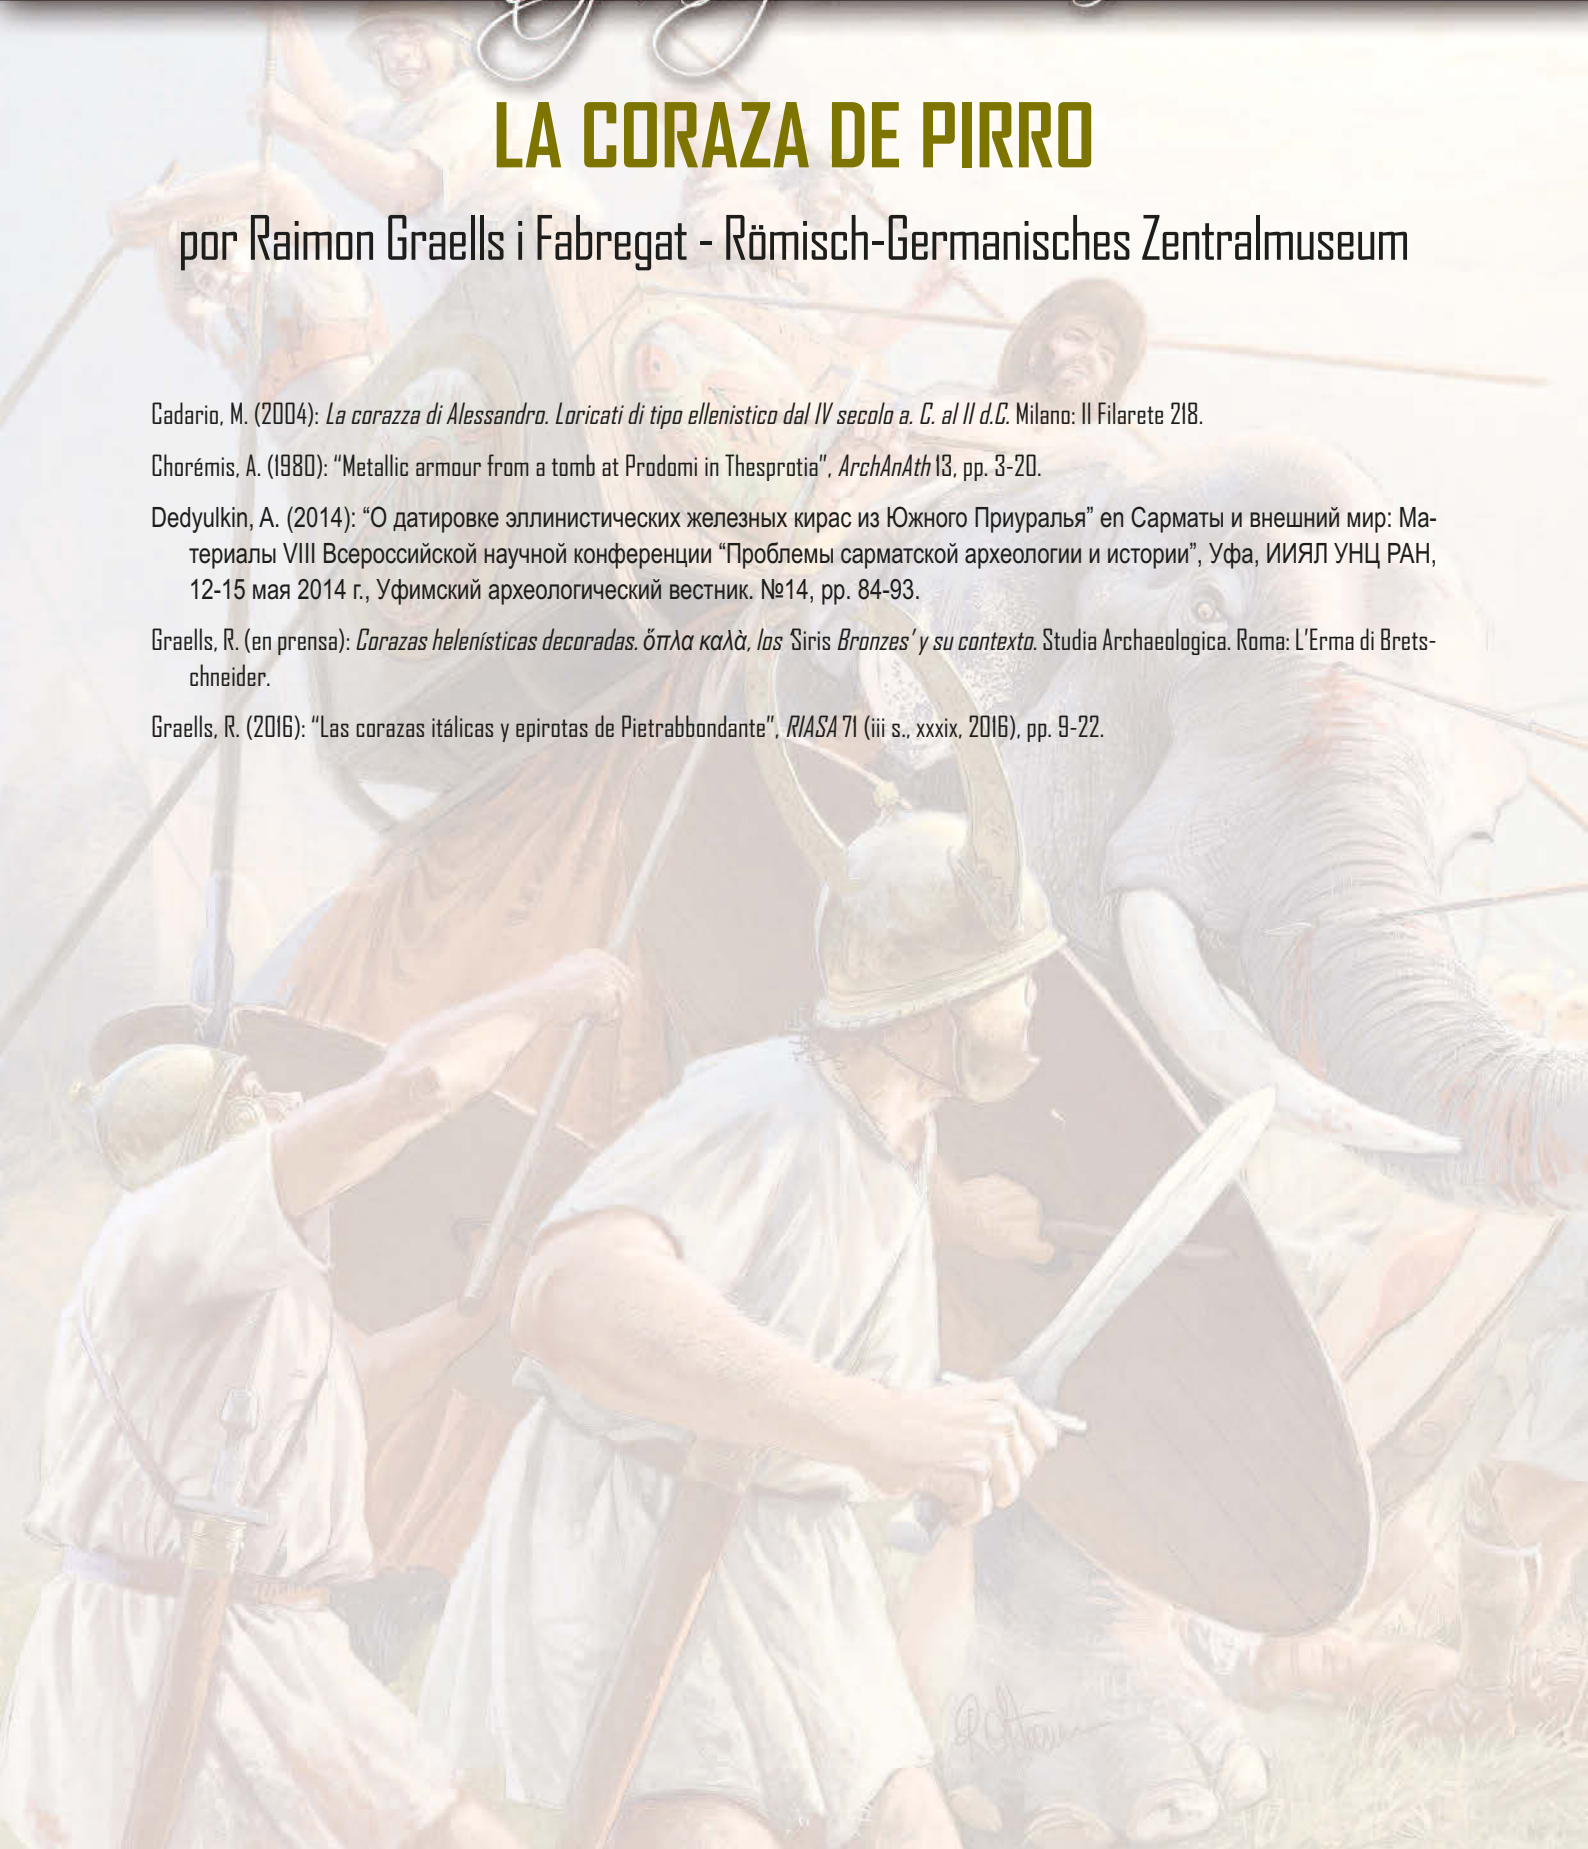 LA CORAZA DE PIRRO
por Raimon Graells i Fabregat - Römisch-Germanisches Zentralmuseum
Cadario, M. (2004): La corazza di Alessandro. Loricati di tipo ellenistico dal IV secolo a. C. al II d.C. Milano: Il Filarete 218.
Chorémis, A. (1980): “Metallic armour from a tomb at Prodomi in Thesprotia”, ArchAnAth 13, pp. 3-20.
Dedyulkin, A. (2014): “О датировке эллинистических железных кирас из Южного Приуралья” en Сарматы и внешний мир: Ма-
териалы VIII Всероссийской научной конференции “Проблемы сарматской археологии и истории”, Уфа, ИИЯЛ УНЦ РАН,
12-15 мая 2014 г., Уфимский археологический вестник. №14, pp. 84-93.
Graells, R. (en prensa): Corazas helenísticas decoradas. ὅπλα καλὰ, los ‘Siris Bronzes’ y su contexto. Studia Archaeologica. Roma: L’Erma di Brets-
chneider.
Graells, R. (2016): “Las corazas itálicas y epirotas de Pietrabbondante”, RIASA 71 (iii s., xxxix, 2016), pp. 9-22.